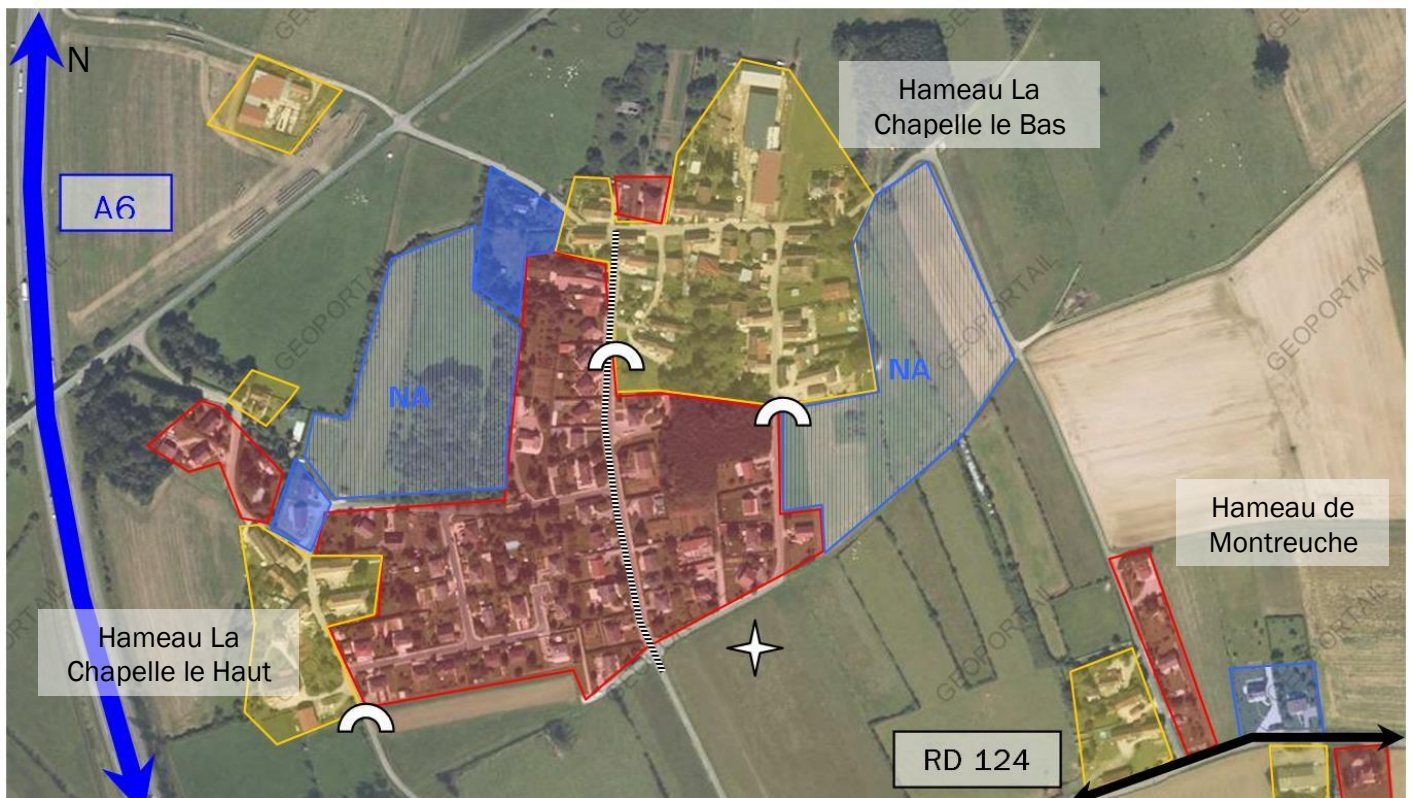 GEOPORTAIL
N
Hameau La
Chapelle le Bas
A6
GEOPORTAIL
GEOPORTAIL
GEOPORTAIL
NA
NA
Hameau de
Montreuche
Hameau La
Chapelle le Haut
GEOPORTAIL
RD 124